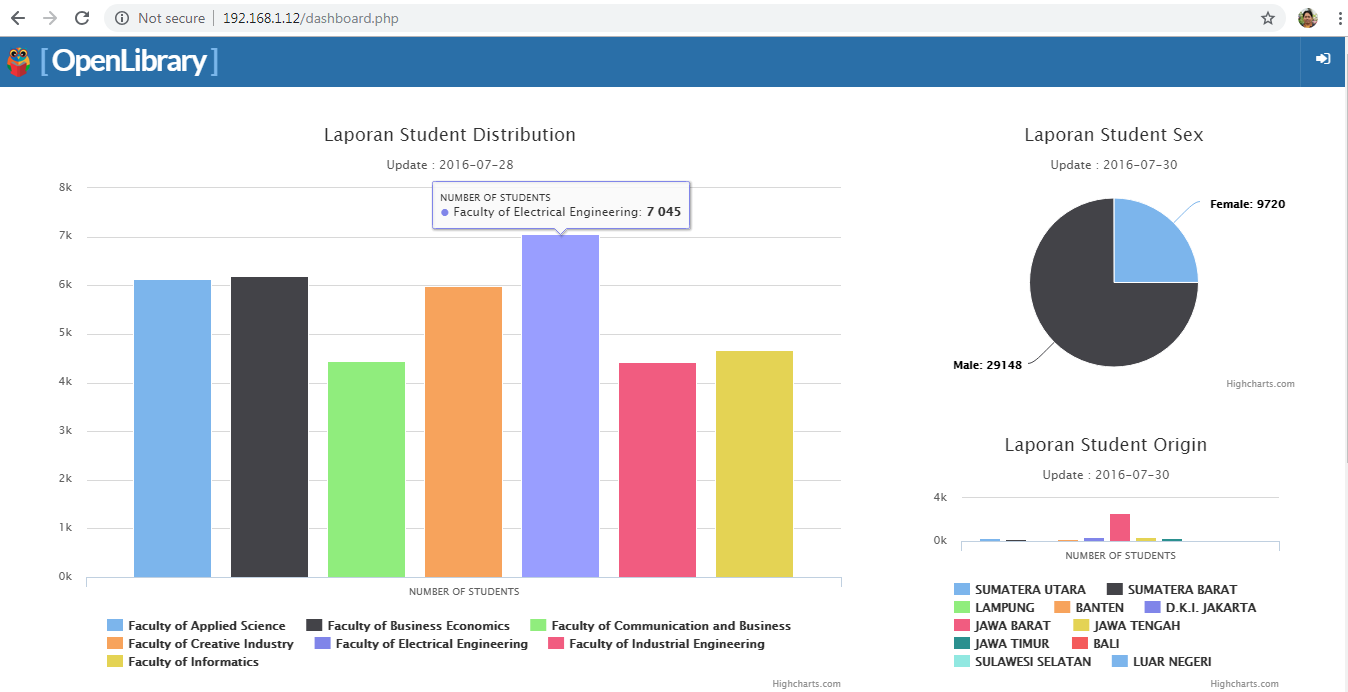 Not secure | 192.168.1.12/dashboard.php
[OpenLibrary]
Laporan Student Distribution
Update : 2016-07-28
8k
7k
6k
5k
4k
3k
2k
1k
0k
NUMBER OF STUDENTS
Faculty of Electrical Engineering: 7 045
NUMBER OF STUDENTS
Faculty of Applied Science Faculty of Business Economics Faculty of Communication and Business
Faculty of Creative Industry Faculty of Electrical Engineering Faculty of Industrial Engineering
Faculty of Informatics
Highcharts.com
Laporan Student Sex
Update : 2016-07-30
Female: 9720
Male: 29148
Highcharts.com
Laporan Student Origin
Update : 2016-07-30
4k
0k
NUMBER OF STUDENTS
SUMATERA UTARA SUMATERA BARAT
LAMPUNG BANTEN D.K.I. JAKARTA
JAWA BARAT JAWA TENGAH
JAWA TIMUR BALI
SULAWESI SELATAN LUAR NEGERI
Highcharts.com